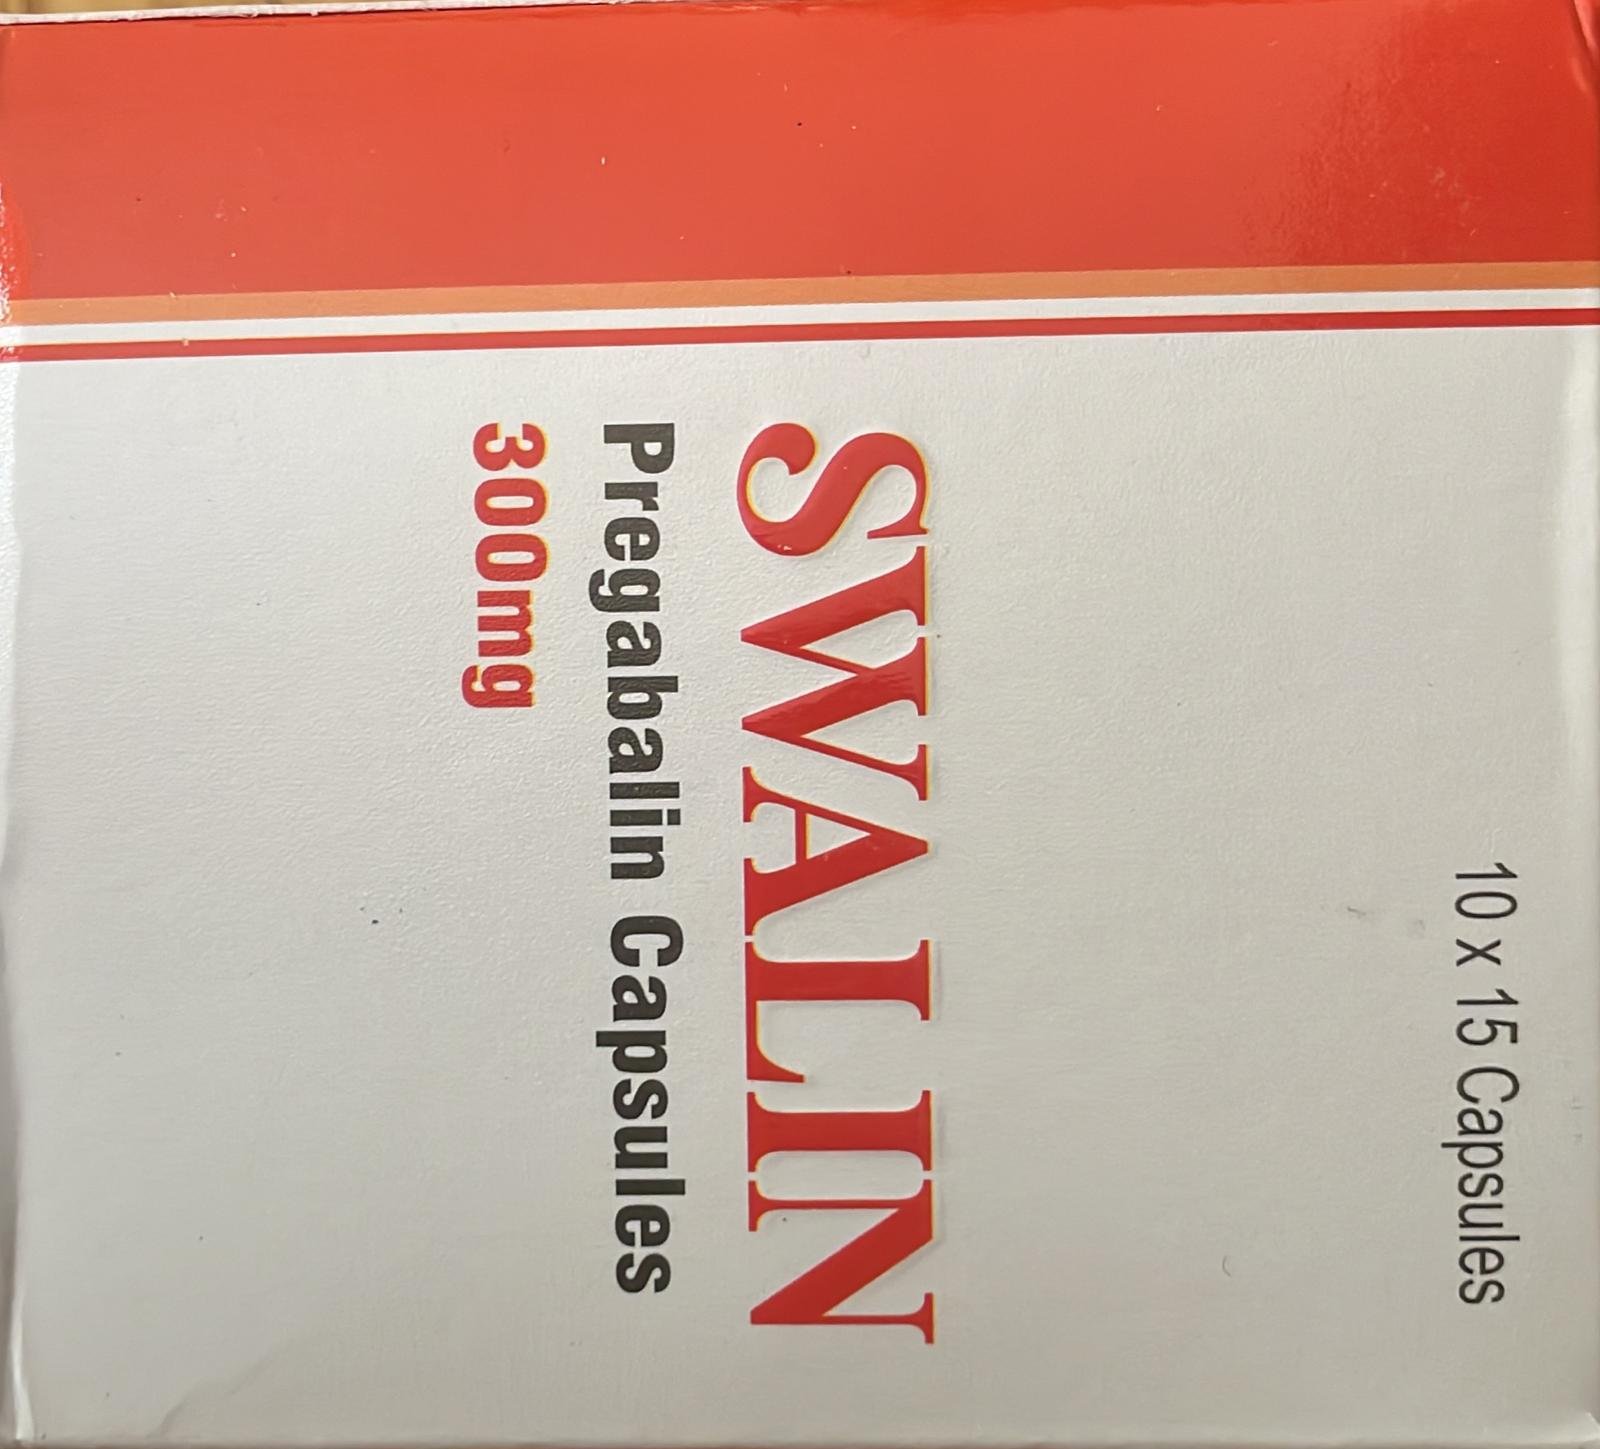 10 x 15 Capsules
SWALIN
Pregabalin Capsules
300mg